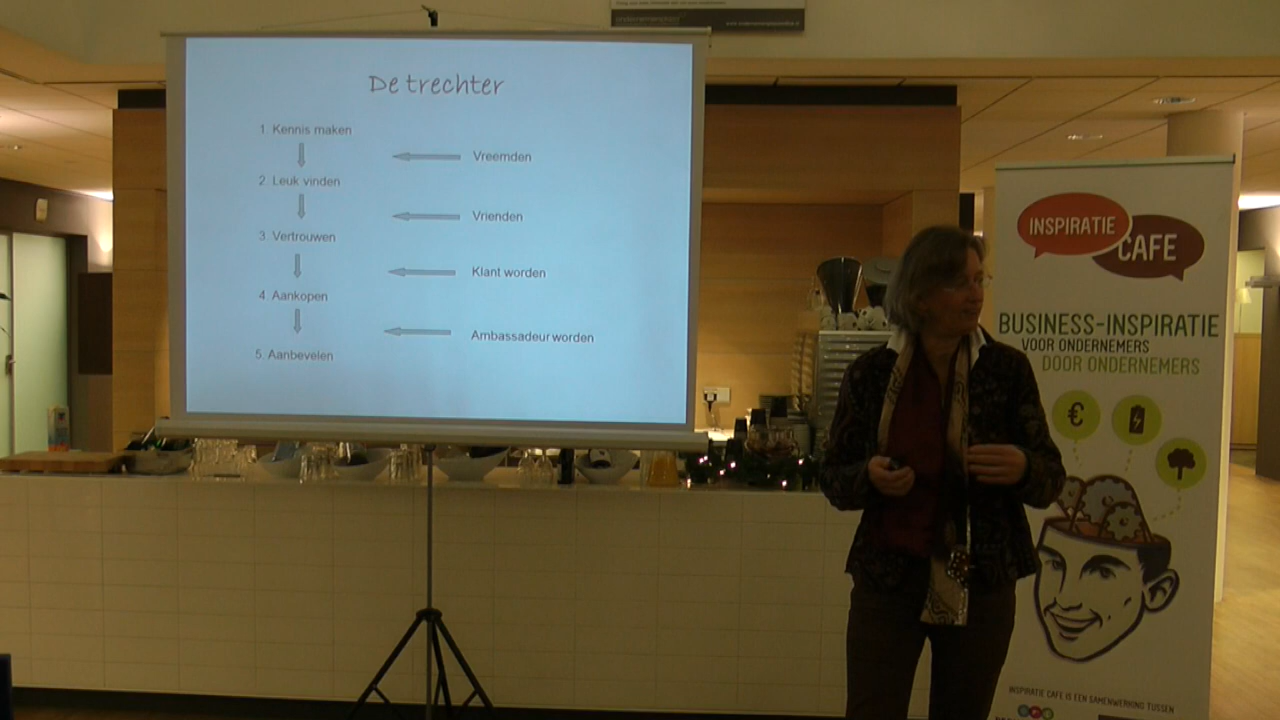 De trechter
1. Kennis maken
Vreemden
2. Leuk vinden
Vrienden
3. Vertrouwen
Klant worden
4. Aankopen
Ambassadeur worden
5. Aanbevelen
INSPIRATIE
CAFE
BUSINESS-INSPIRATIE
VOOR ONDERNEMERS
DOOR ONDERNEMERS
€
INSPIRATIE CAFE IS EEN SAMENWERKING TUSSEN